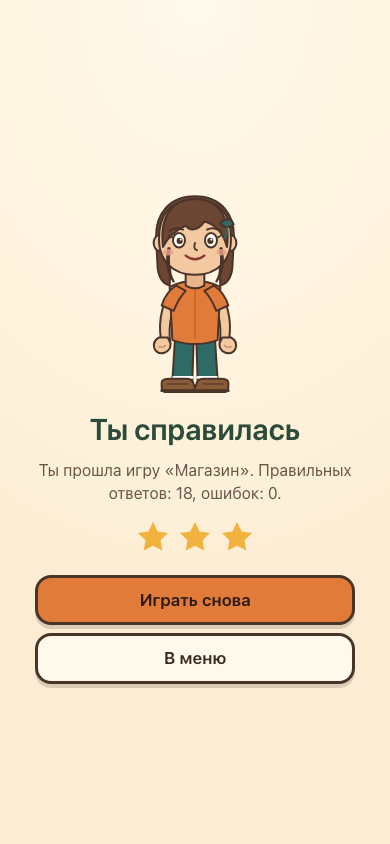 Ты справилась
Ты прошла игру «Магазин». Правильных
ответов: 18, ошибок: 0.
Играть снова
В меню